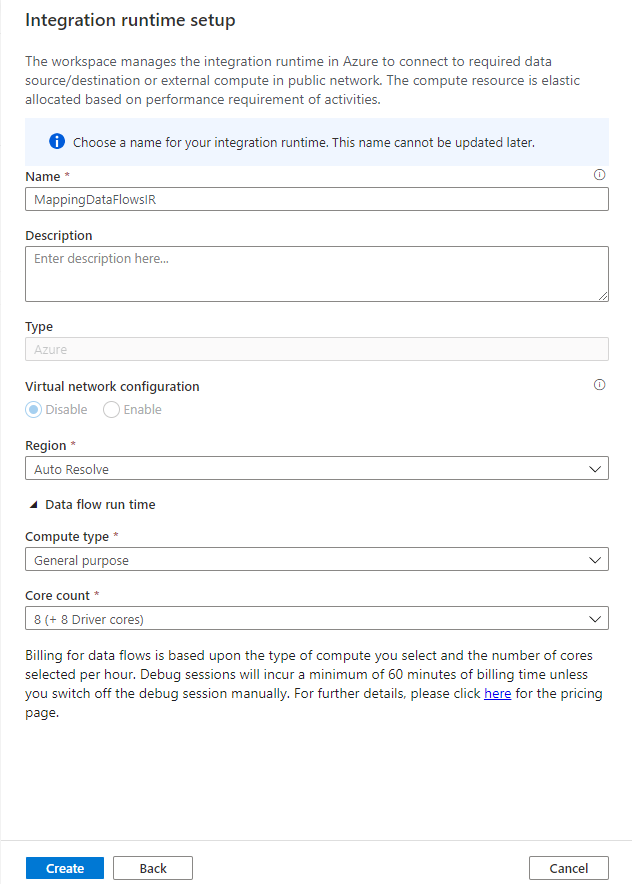 Integration runtime setup
The workspace manages the integration runtime in Azure to connect to required data
source/destination or external compute in public network. The compute resource is elastic
allocated based on performance requirement of activities.
Choose a name for your integration runtime. This name cannot be updated later.
Name *
MappingDataFlowsIR
Description
Enter description here...
Type
Azure
Virtual network configuration
Disable Enable
Region *
Auto Resolve
Data flow run time
Compute type *
General purpose
Core count *
8 (+ 8 Driver cores)
Billing for data flows is based upon the type of compute you select and the number of cores
selected per hour. Debug sessions will incur a minimum of 60 minutes of billing time unless
you switch off the debug session manually. For further details, please click here for the pricing
page.
Create Back Cancel